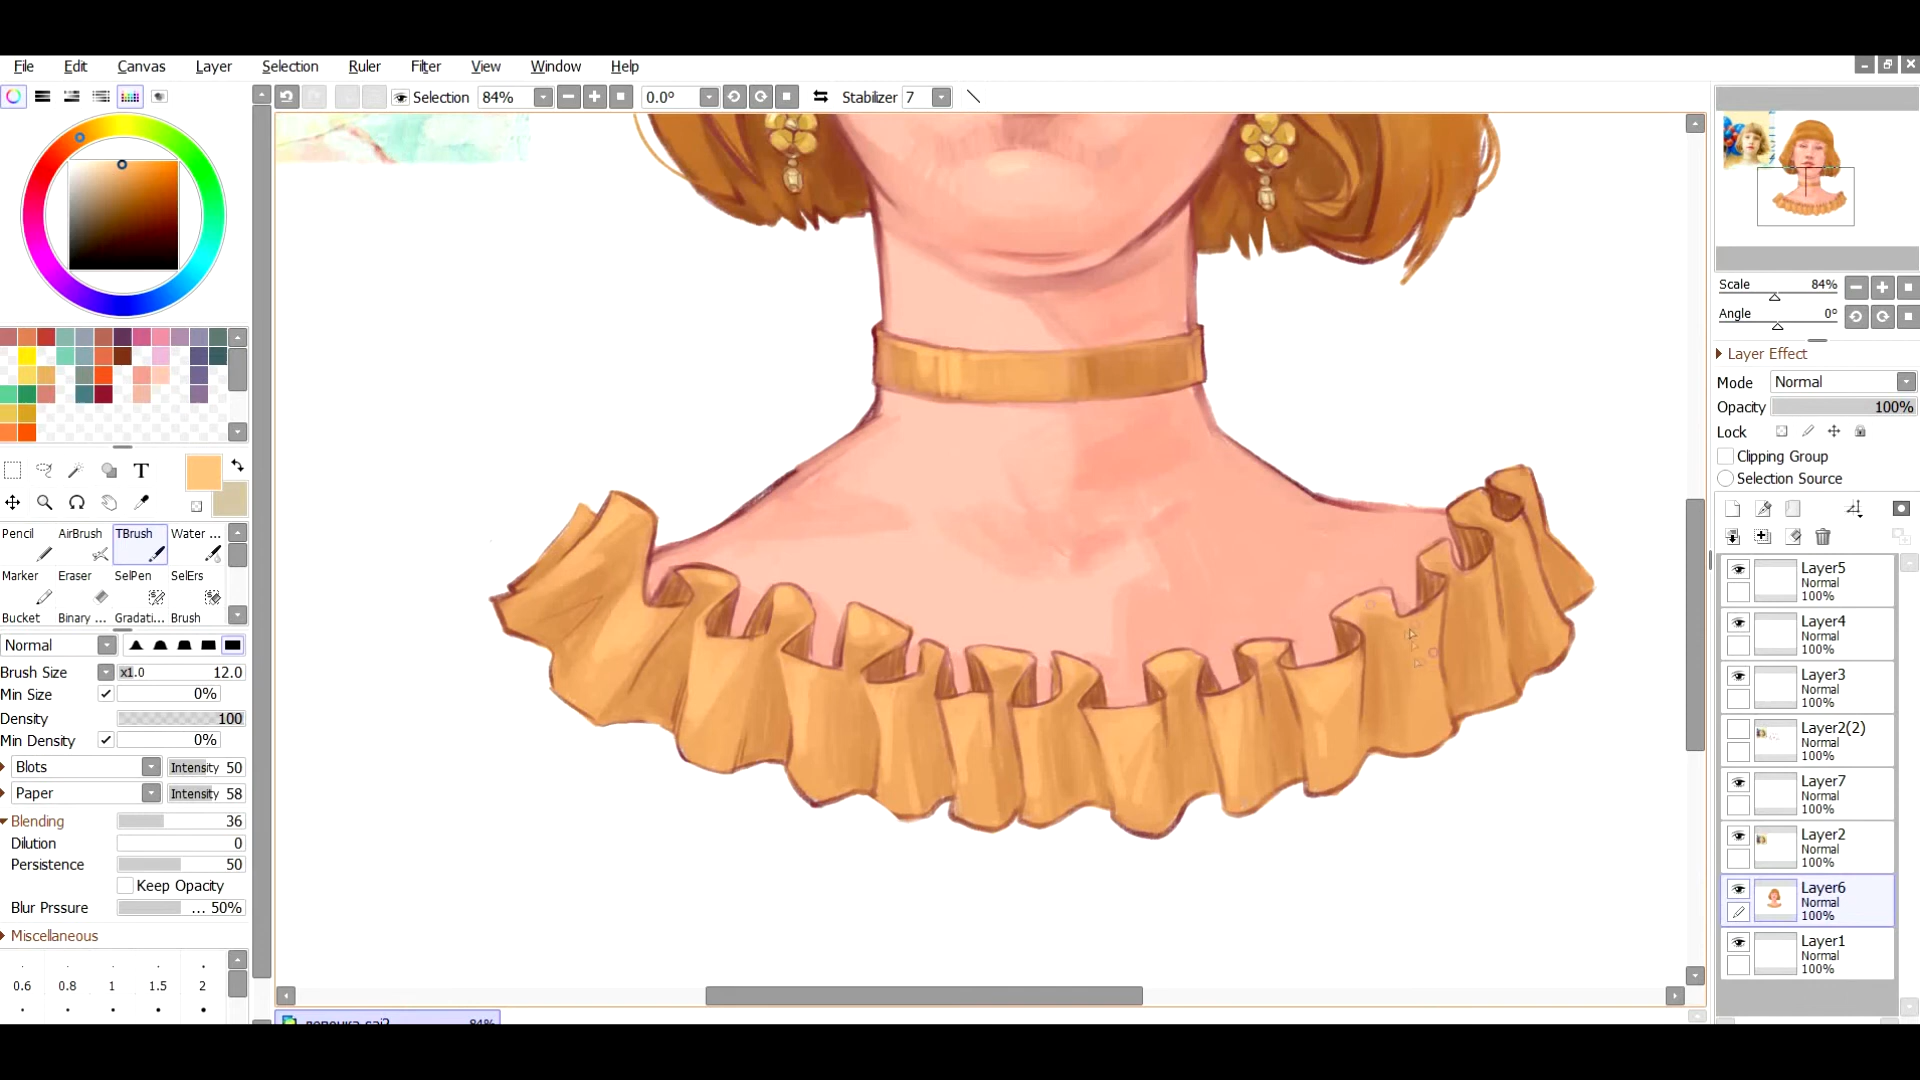 File Edit Canvas Layer Selection Ruler Filter View Window Help
Selection 84% 0.0° Stabilizer 7
Scale 84%
Angle 0°
Layer Effect
Mode Normal
Opacity 100%
Lock
Clipping Group
Selection Source
T
Pencil AirBrush TBrush Water ...
Marker Eraser SelPen SelErs
Bucket Binary ... Gradati... Brush
Normal
Brush Size x1.0 12.0
Min Size 0%
Density 100
Min Density 0%
Blots Intensity 50
Paper Intensity 58
Blending 36
Dilution 0
Persistence 50
Keep Opacity
Blur Prssure ... 50%
Miscellaneous
0.6 0.8 1 1.5 2
Layer5
Normal
100%
Layer4
Normal
100%
Layer3
Normal
100%
Layer2(2)
Normal
100%
Layer7
Normal
100%
Layer2
Normal
100%
Layer6
Normal
100%
Layer1
Normal
100%
84%